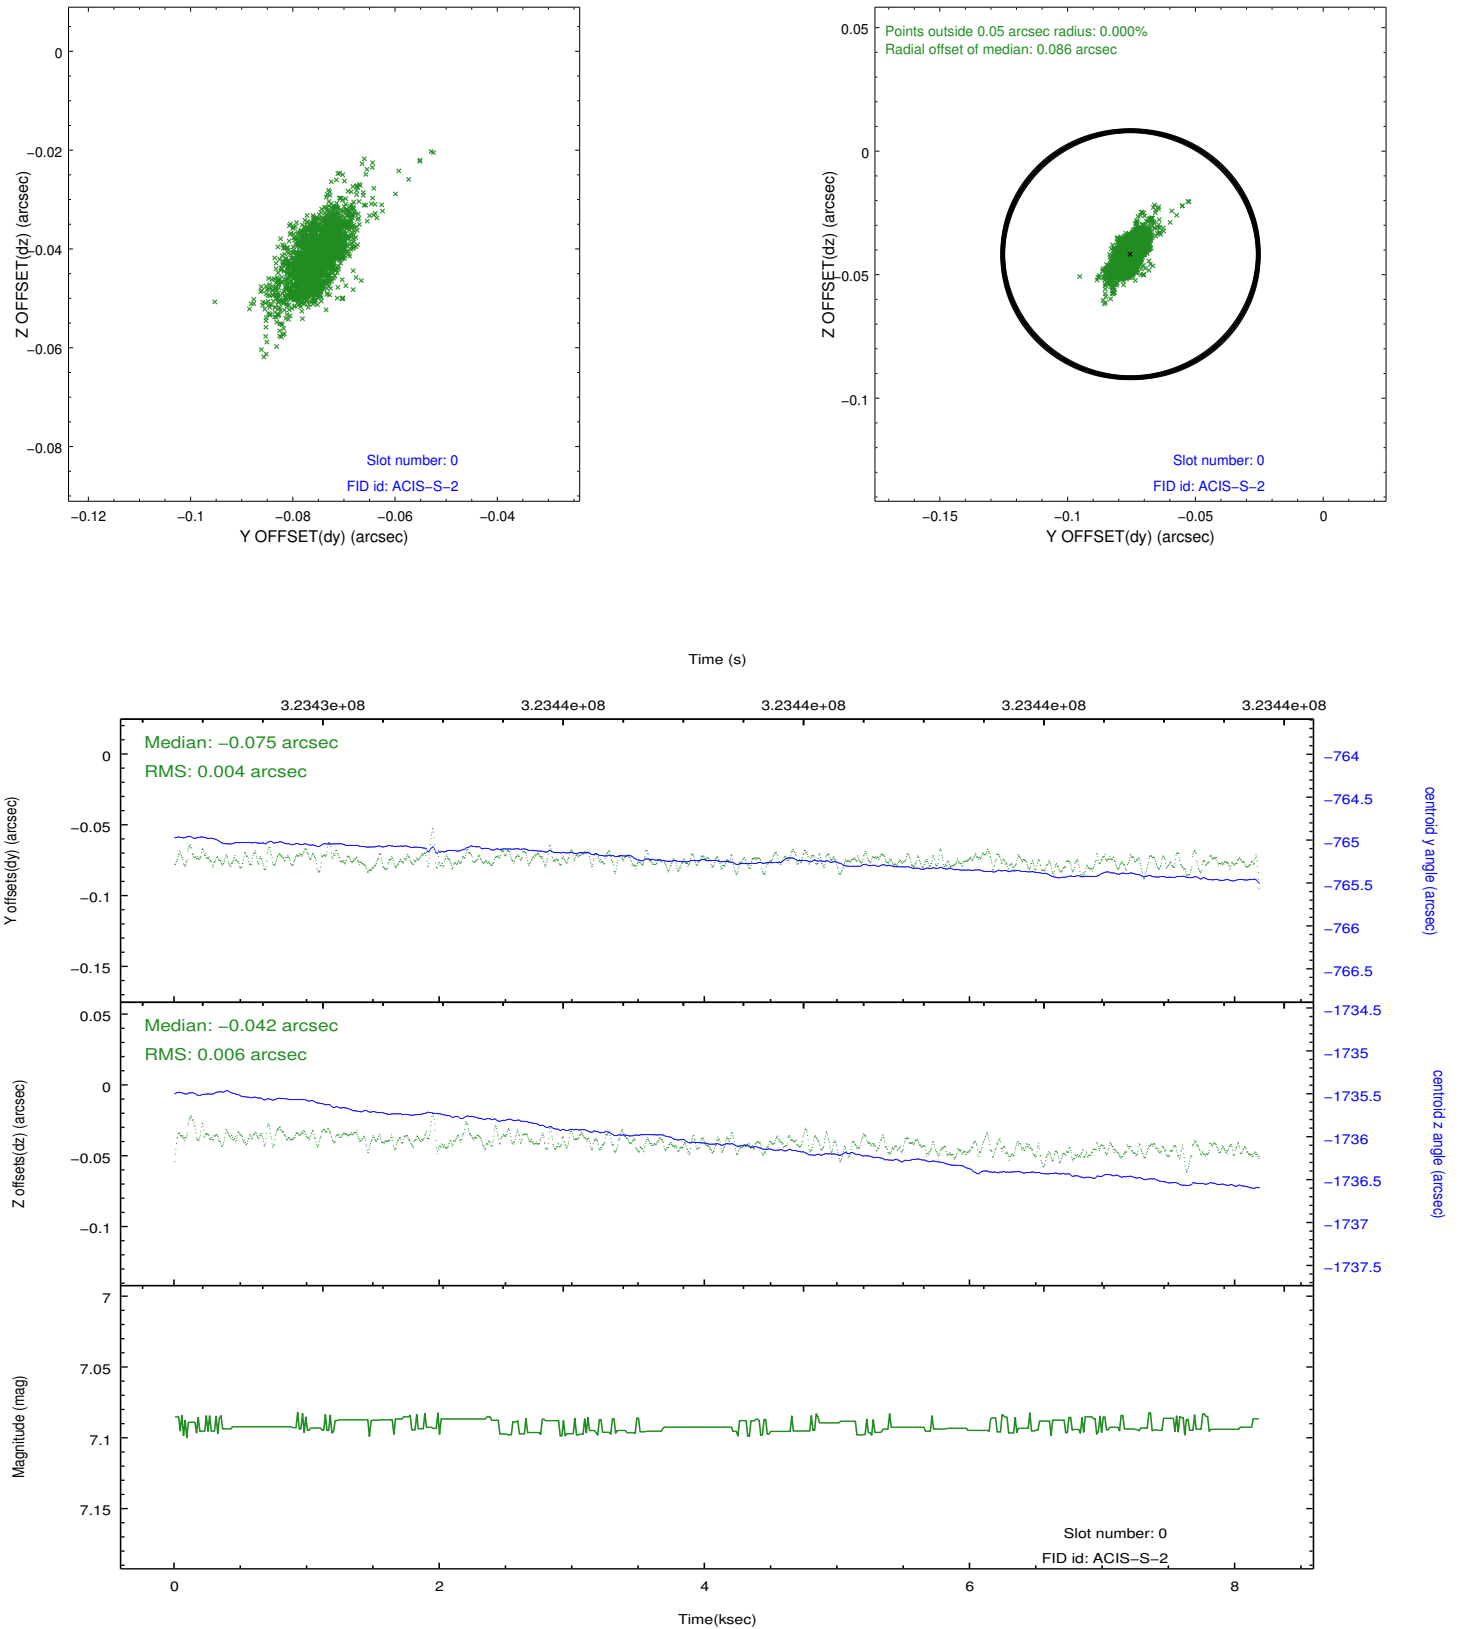 0
−0.02
−0.04
−0.06
−0.08
Z OFFSET(dz) (arcsec)
Slot number: 0
FID id: ACIS−S−2
−0.12 −0.1 −0.08 −0.06 −0.04
Y OFFSET(dy) (arcsec)
Points outside 0.05 arcsec radius: 0.000%
Radial offset of median: 0.086 arcsec
0.05
0
−0.05
−0.1
Z OFFSET(dz) (arcsec)
Slot number: 0
FID id: ACIS−S−2
−0.15 −0.1 −0.05 0
Y OFFSET(dy) (arcsec)
Time (s)
3.2343e+08 3.2344e+08 3.2344e+08 3.2344e+08 3.2344e+08
Median: −0.075 arcsec
RMS: 0.004 arcsec
0
−0.05
−0.1
−0.15
Y offsets(dy) (arcsec)
−764
−764.5
−765
−765.5
−766
−766.5
centroid y angle (arcsec)
Median: −0.042 arcsec
RMS: 0.006 arcsec
0.05
0
−0.05
−0.1
Z offsets(dz) (arcsec)
−1734.5
−1735
−1735.5
−1736
−1736.5
−1737
−1737.5
centroid z angle (arcsec)
7
7.05
7.1
7.15
Magnitude (mag)
Slot number: 0
FID id: ACIS−S−2
0 2 4 6 8
Time(ksec)